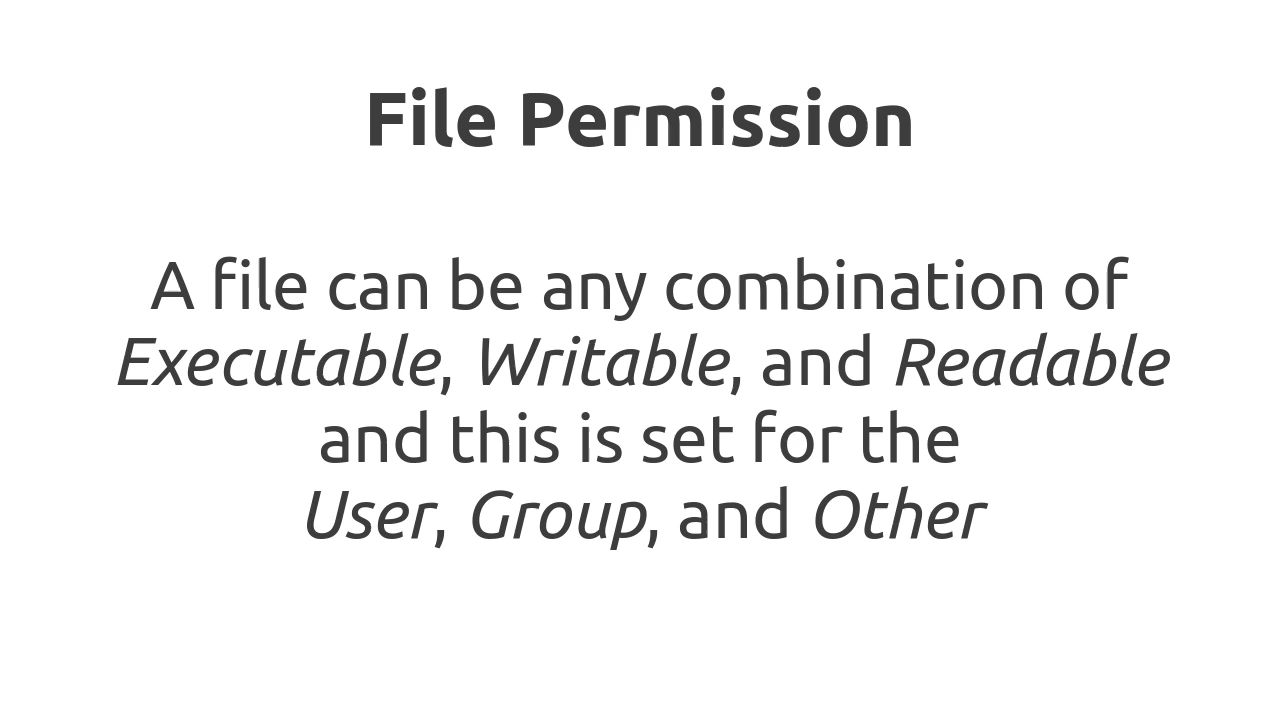 File Permission
A file can be any combination of
Executable, Writable, and Readable
and this is set for the
User, Group, and Other